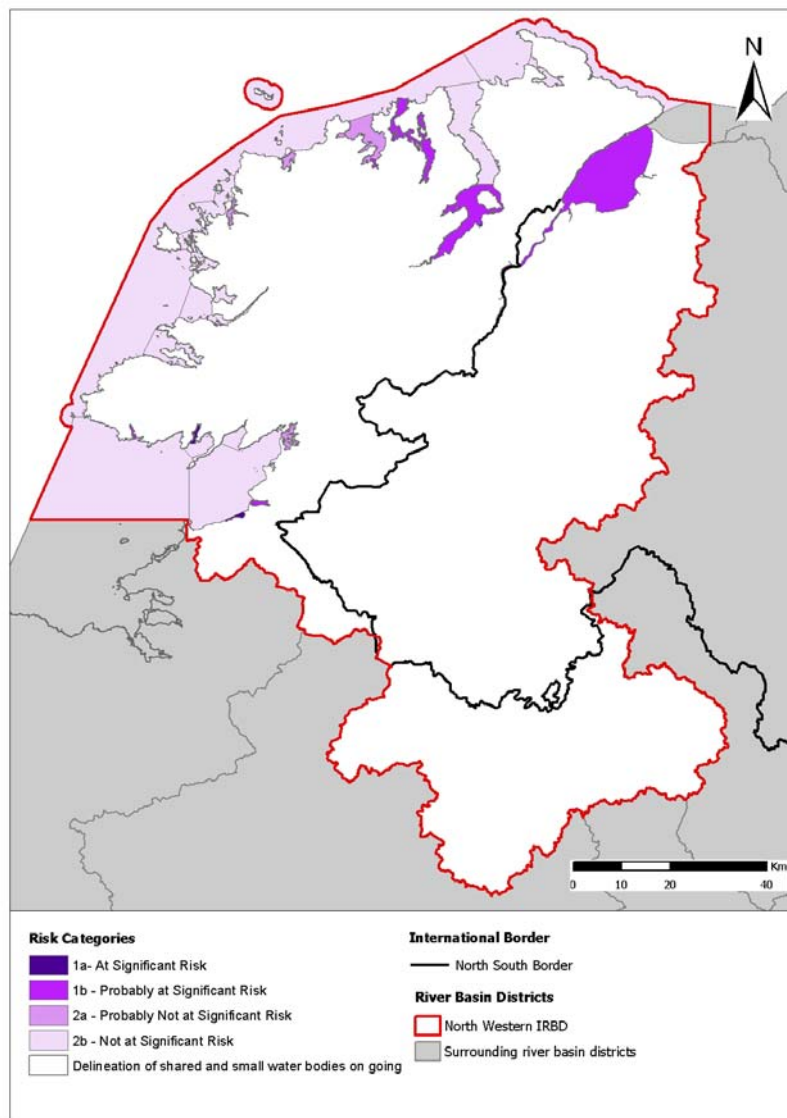 N
Km
0 10 20 40
Risk Categories
1a- At Significant Risk
1b - Probably at Significant Risk
2a - Probably Not at Significant Risk
2b - Not at Significant Risk
Delineation of shared and small water bodies on going
International Border
North South Border
River Basin Districts
North Western IRBD
Surrounding river basin districts